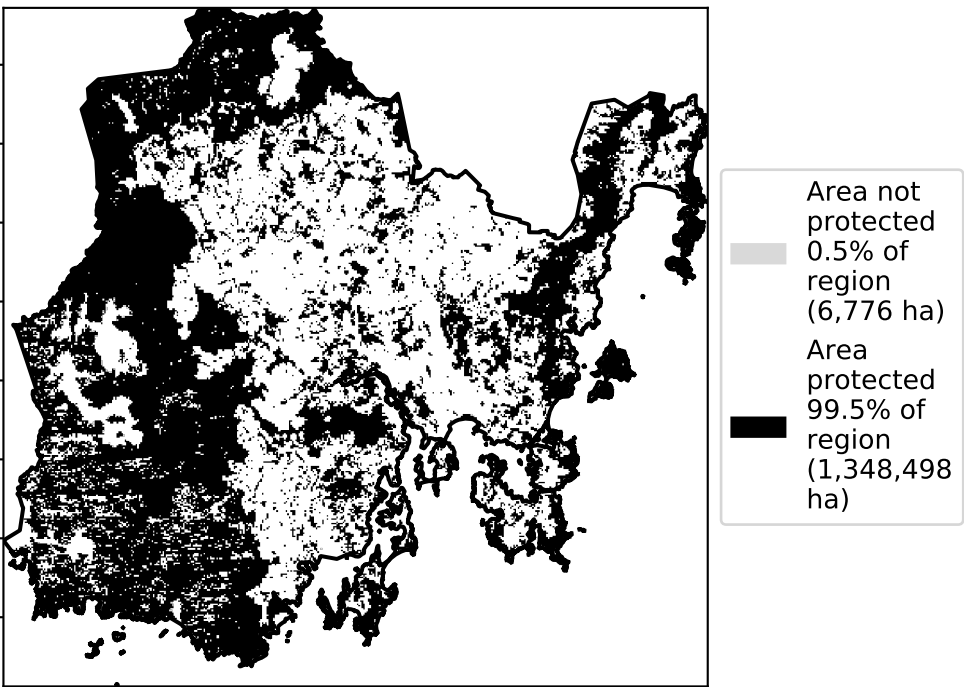 Area not
protected
0.5% of
region
(6,776 ha)
Area
protected
99.5% of
region
(1,348,498
ha)